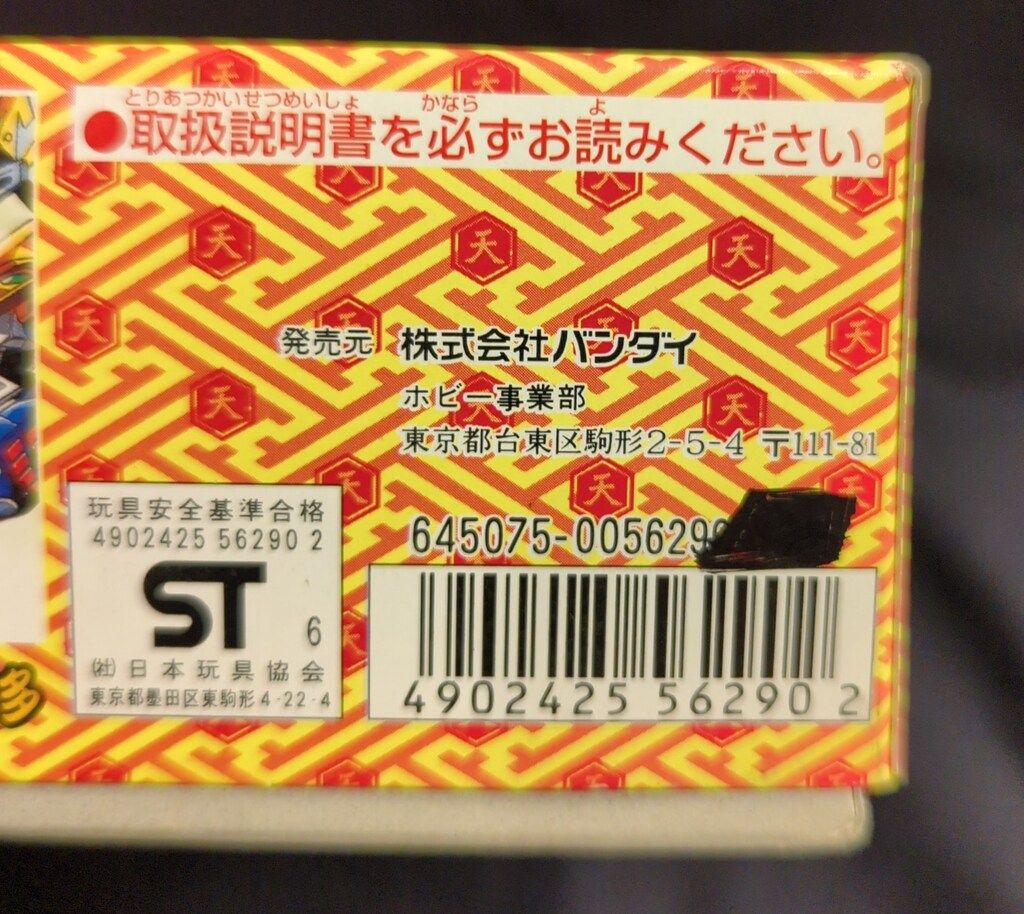 とりあつかいせつめいしょ かなら よ
●取扱説明書を必ずお読みください。
発売元 株式会社バンダイ
ホビー事業部
東京都台東区駒形2-5-4 〒111-81
645075-0056290
玩具安全基準合格
4902425 56290 2
ST 6
(社)日本玩具協会
東京都墨田区東駒形4-22-4
4902425 562902
多
天